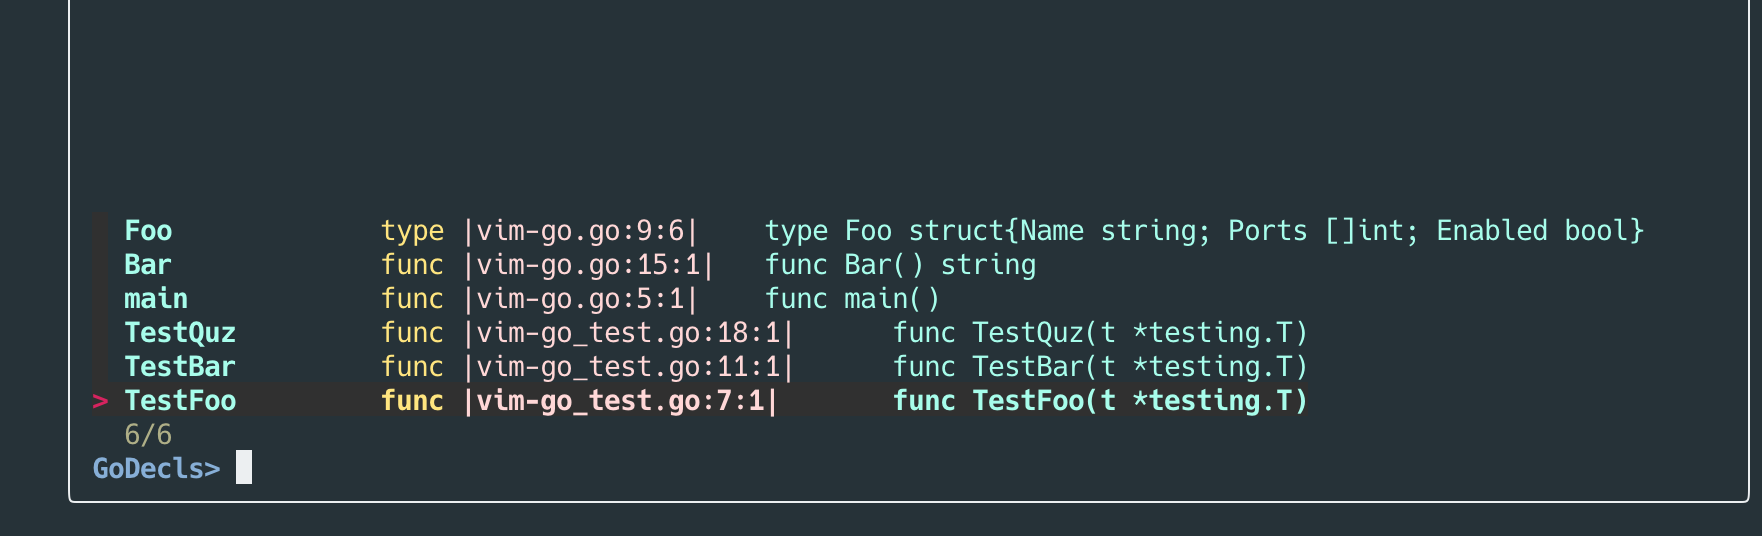 Foo type |vim-go.go:9:6| type Foo struct{Name string; Ports []int; Enabled bool}
Bar func |vim-go.go:15:1| func Bar() string
main func |vim-go.go:5:1| func main()
TestQuz func |vim-go_test.go:18:1| func TestQuz(t *testing.T)
TestBar func |vim-go_test.go:11:1| func TestBar(t *testing.T)
> TestFoo func |vim-go_test.go:7:1| func TestFoo(t *testing.T)
6/6
GoDecls>